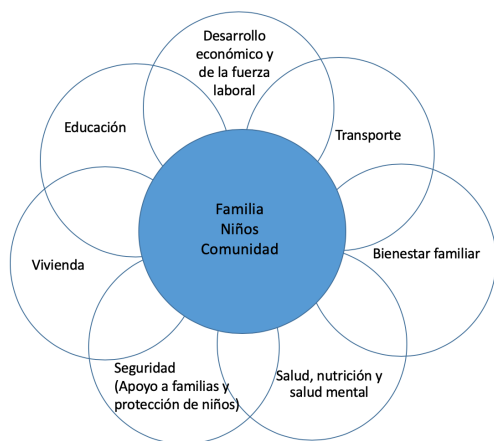 Desarrollo
económico y
de la fuerza
laboral
Educación
Transporte
Familia
Niños
Comunidad
Vivienda
Bienestar familiar
Seguridad
(Apoyo a familias y
protección de niños)
Salud, nutrición y
salud mental